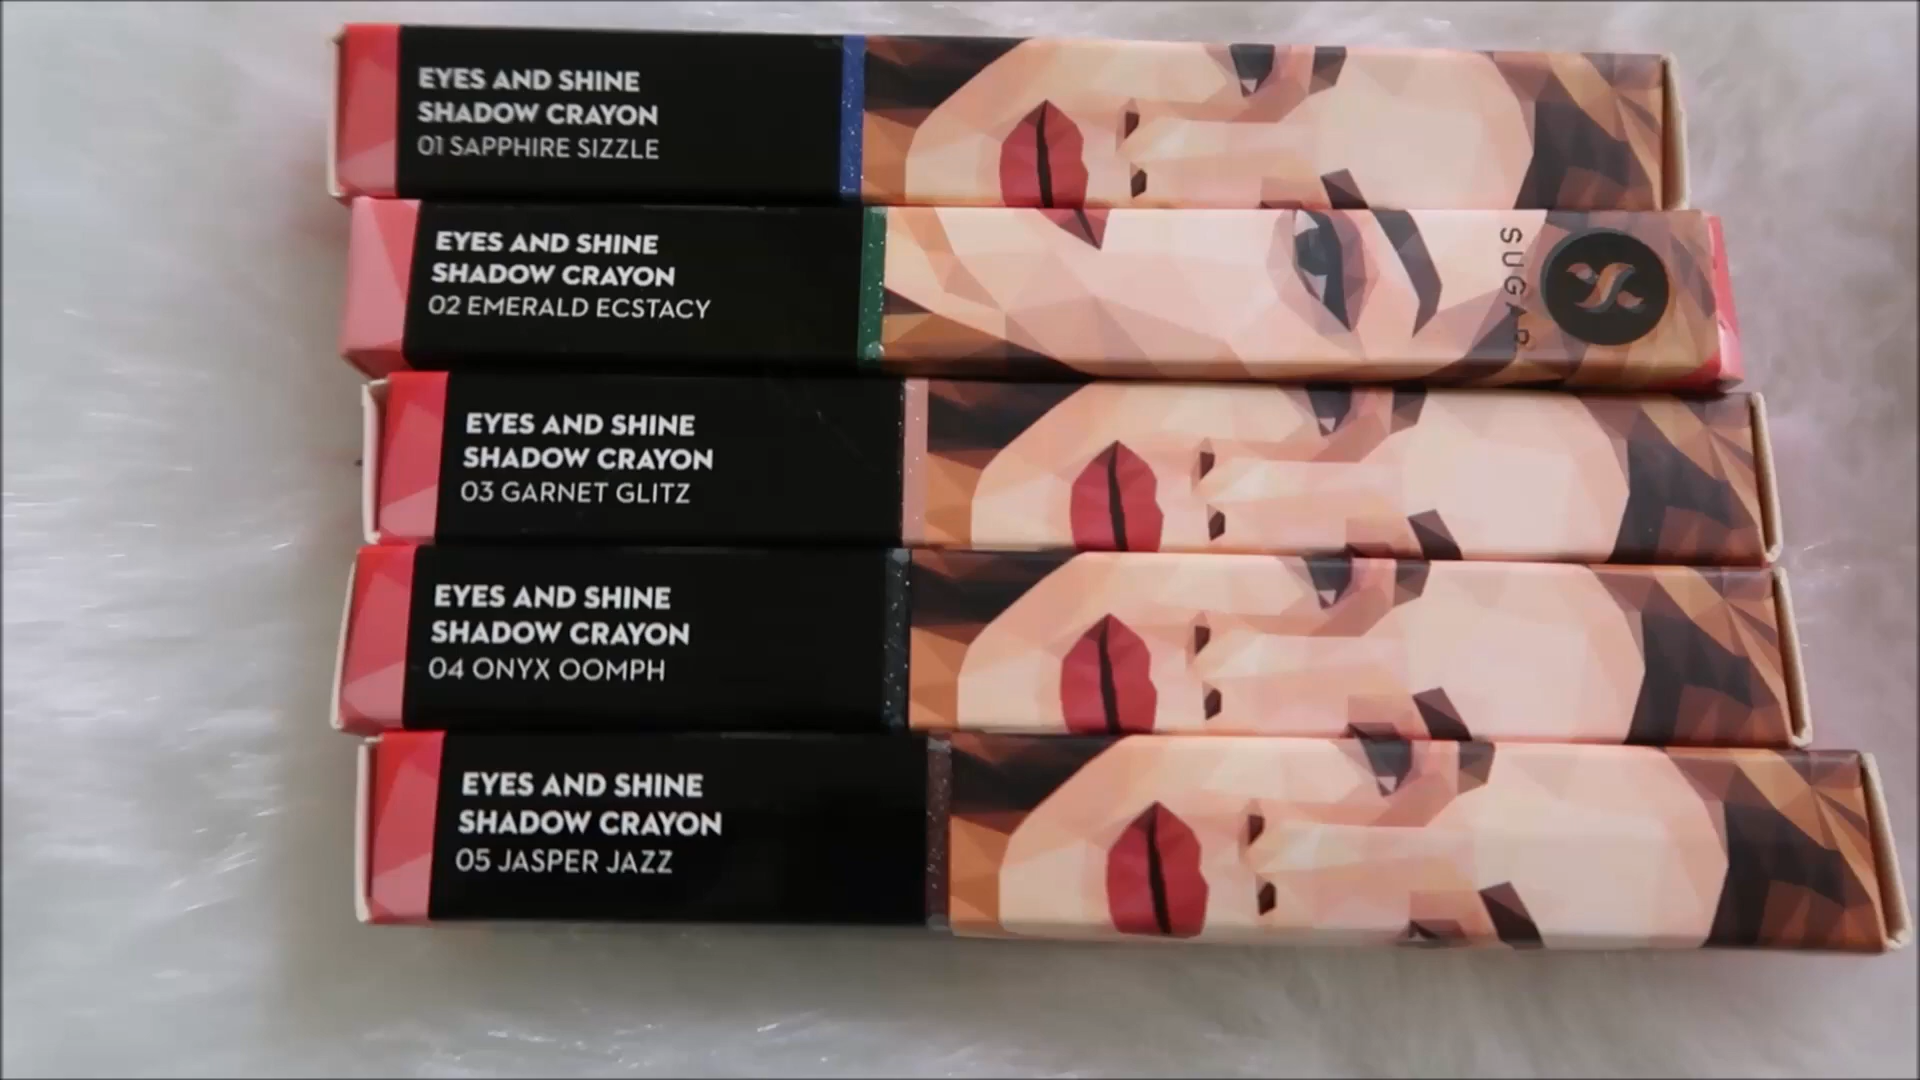 EYES AND SHINE
SHADOW CRAYON
01 SAPPHIRE SIZZLE
EYES AND SHINE
SHADOW CRAYON
02 EMERALD ECSTACY
SUGAR
EYES AND SHINE
SHADOW CRAYON
03 GARNET GLITZ
EYES AND SHINE
SHADOW CRAYON
04 ONYX OOMPH
EYES AND SHINE
SHADOW CRAYON
05 JASPER JAZZ